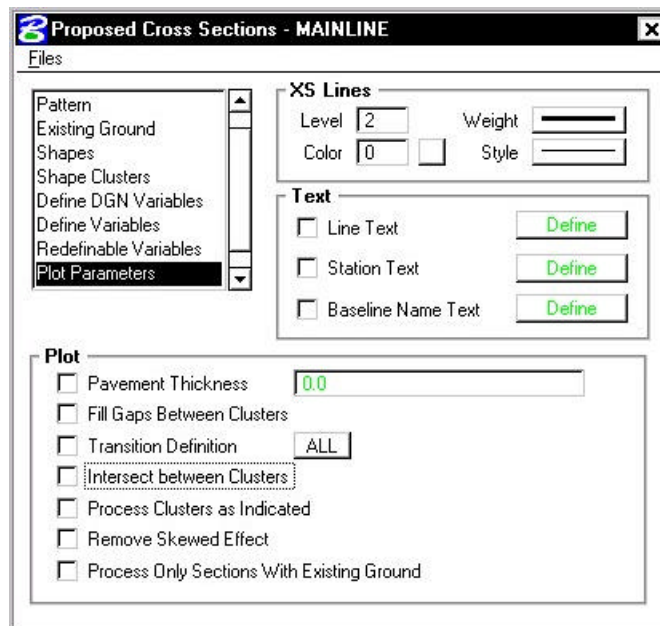 Proposed Cross Sections - MAINLINE
Files
Pattern
Existing Ground
Shapes
Shape Clusters
Define DGN Variables
Define Variables
Redefinable Variables
Plot Parameters
XS Lines
Level 2 Weight
Color 0 Style
Text
Line Text Define
Station Text Define
Baseline Name Text Define
Plot
Pavement Thickness 0.0
Fill Gaps Between Clusters
Transition Definition ALL
Intersect between Clusters
Process Clusters as Indicated
Remove Skewed Effect
Process Only Sections With Existing Ground